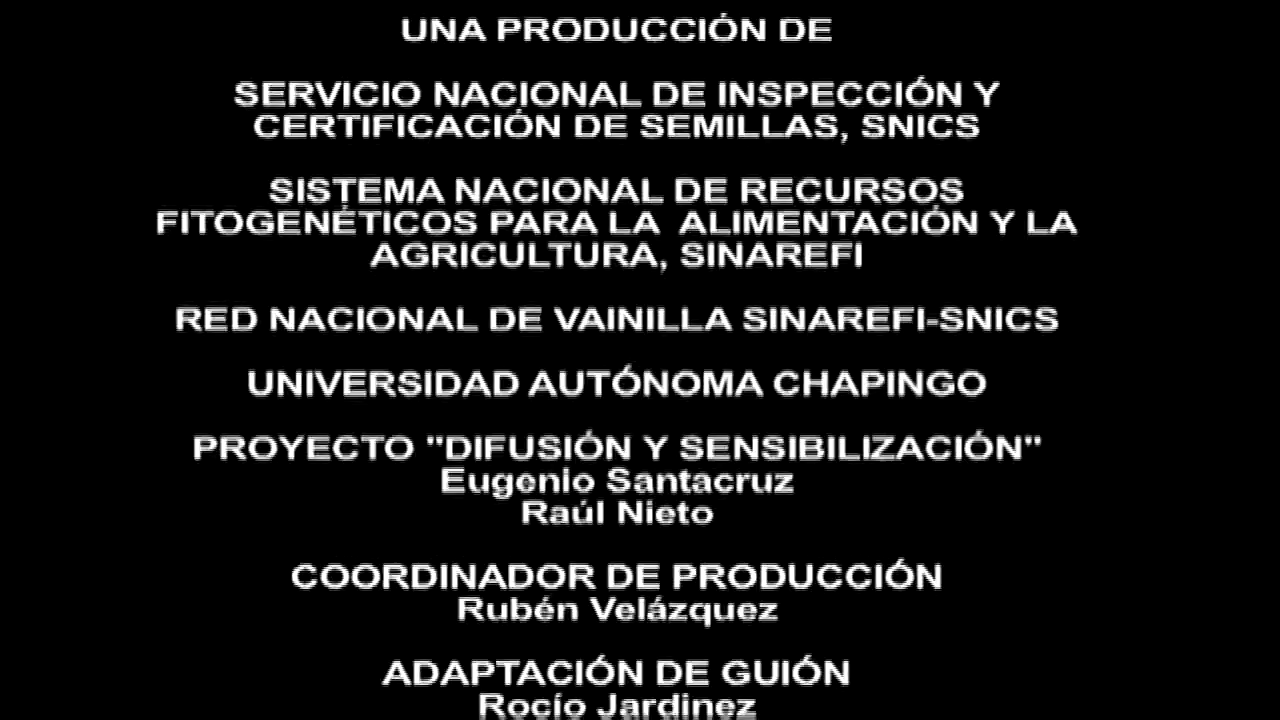 UNA PRODUCCIÓN DE
SERVICIO NACIONAL DE INSPECCIÓN Y
CERTIFICACIÓN DE SEMILLAS, SNICS
SISTEMA NACIONAL DE RECURSOS
FITOGENÉTICOS PARA LA ALIMENTACIÓN Y LA
AGRICULTURA, SINAREFI
RED NACIONAL DE VAINILLA SINAREFI-SNICS
UNIVERSIDAD AUTÓNOMA CHAPINGO
PROYECTO "DIFUSIÓN Y SENSIBILIZACIÓN"
Eugenio Santacruz
Raúl Nieto
COORDINADOR DE PRODUCCIÓN
Rubén Velázquez
ADAPTACIÓN DE GUIÓN
Rocío Jardinez